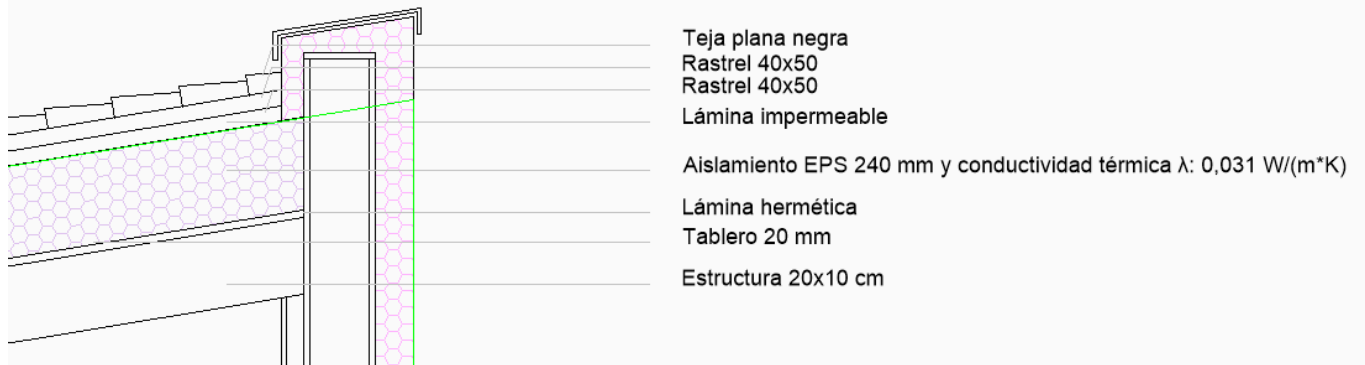 Teja plana negra
Rastrel 40x50
Rastrel 40x50
Lámina impermeable
Aislamiento EPS 240 mm y conductividad térmica λ: 0,031 W/(m*K)
Lámina hermética
Tablero 20 mm
Estructura 20x10 cm